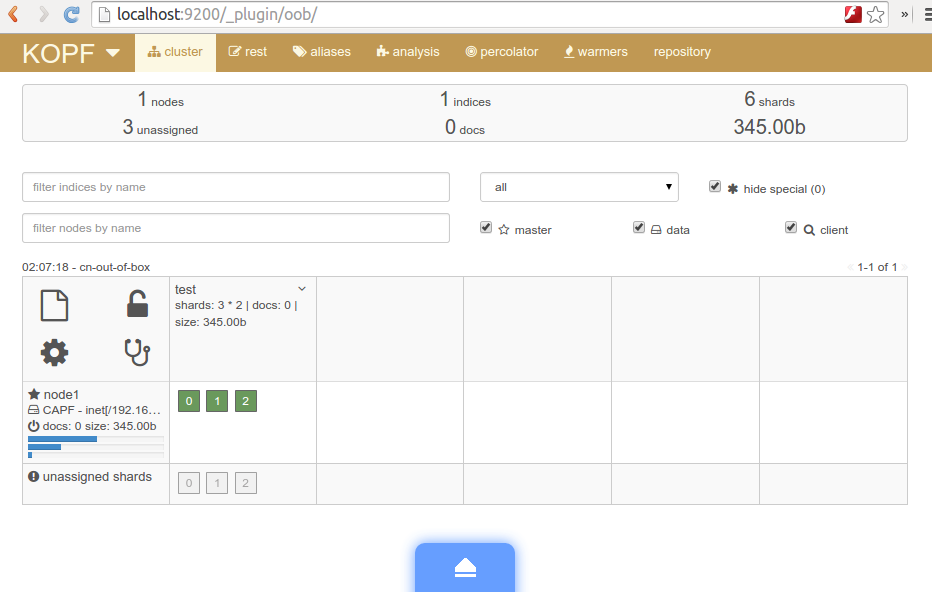 localhost:9200/_plugin/oob/
»
KOPF cluster rest aliases analysis percolator warmers repository
1 nodes 1 indices 6 shards
3 unassigned 0 docs 345.00b
filter indices by name all hide special (0)
filter nodes by name master data client
02:07:18 - cn-out-of-box « 1-1 of 1 »
test
shards: 3 * 2 | docs: 0 |
size: 345.00b
node1
CAPF - inet[/192.16…
docs: 0 size: 345.00b
0 1 2
unassigned shards
0 1 2